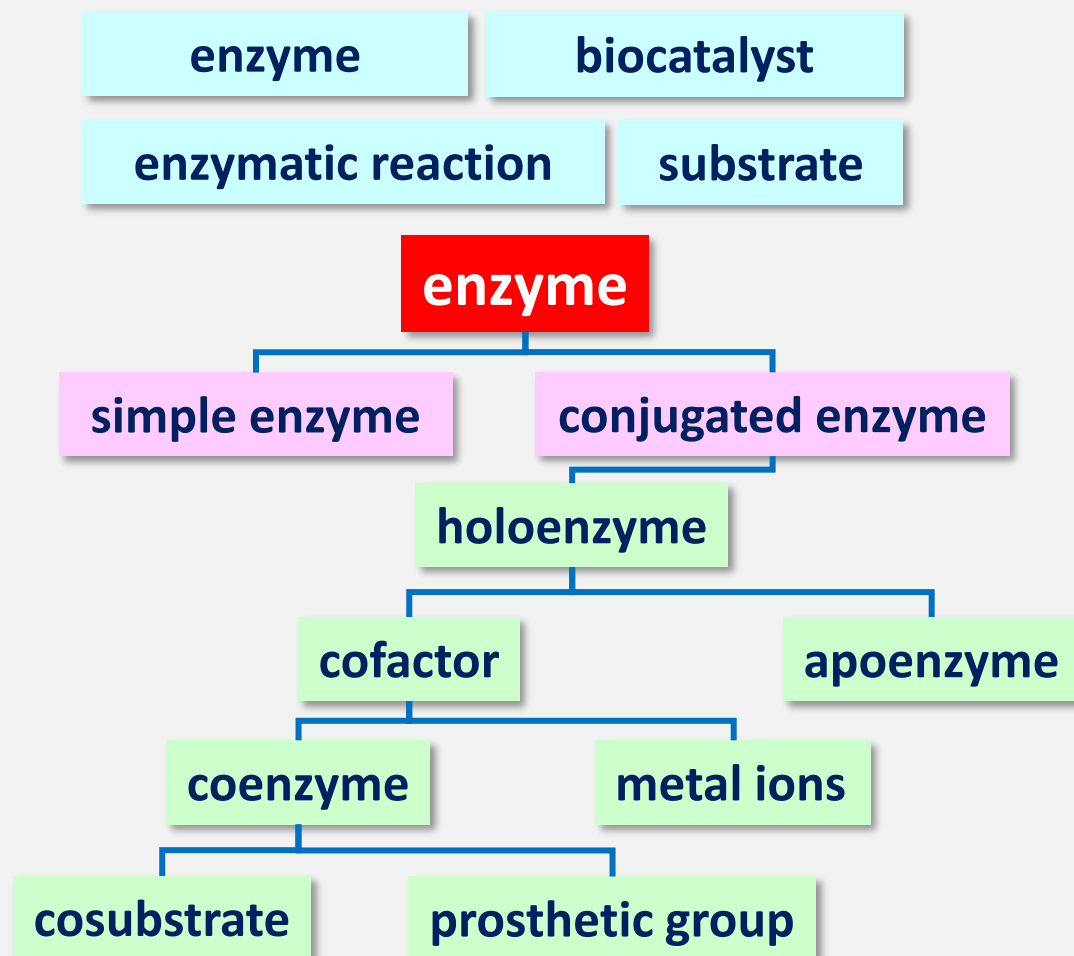 enzyme
biocatalyst
enzymatic reaction
substrate
enzyme
simple enzyme
conjugated enzyme
holoenzyme
cofactor
apoenzyme
coenzyme
metal ions
cosubstrate
prosthetic group